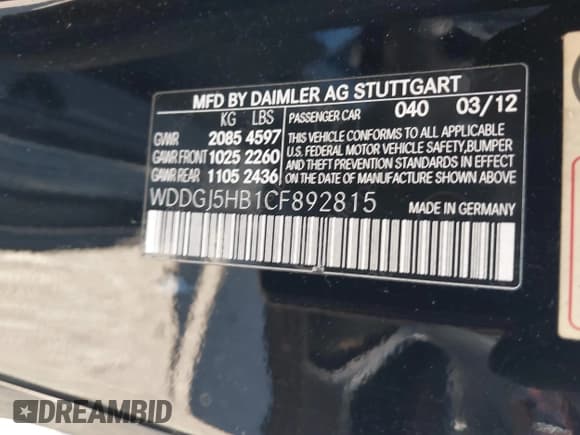 MFD BY DAIMLER AG STUTTGART
KG LBS PASSENGER CAR 040 03/12
GVWR 2085 4597
GAWR FRONT 1025 2260
GAWR REAR 1105 2436
THIS VEHICLE CONFORMS TO ALL APPLICABLE
U.S. FEDERAL MOTOR VEHICLE SAFETY,BUMPER
AND THEFT PREVENTION STANDARDS IN EFFECT
ON THE DATE OF MANUFACTURE SHOWN ABOVE.
WDDGJ5HB1CF892815 MADE IN GERMANY
DREAMBID